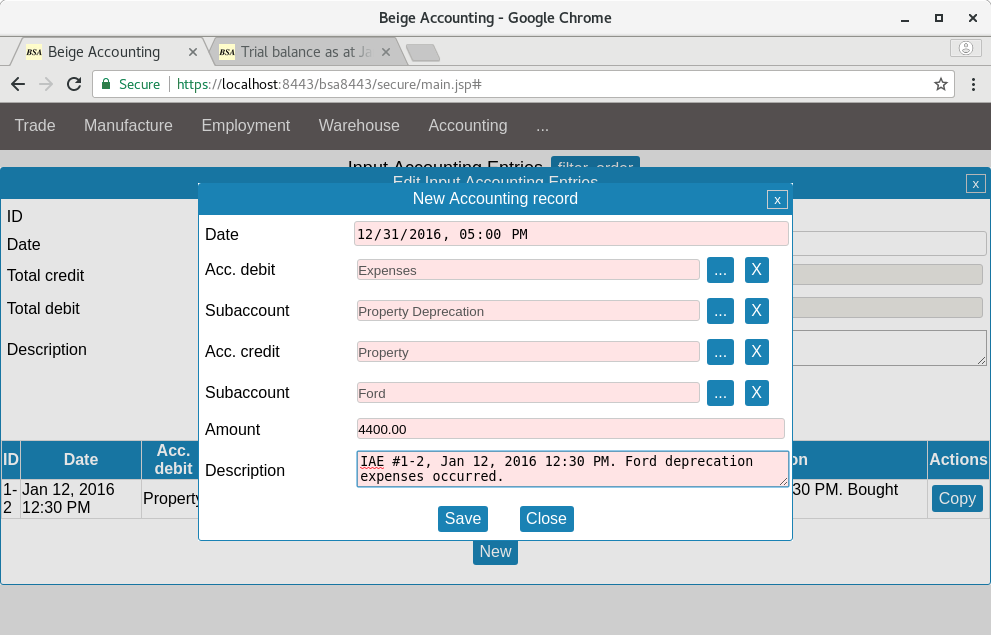 Beige Accounting - Google Chrome
BSA Beige Accounting
BSA Trial balance as at Ja
Secure https://localhost:8443/bsa8443/secure/main.jsp#
Trade Manufacture Employment Warehouse Accounting ...
Input Accounting Entries filter, order
Edit Input Accounting Entries x
New Accounting record x
ID
Date
Total credit
Total debit
Description
Date 12/31/2016, 05:00 PM
Acc. debit Expenses ... X
Subaccount Property Deprecation ... X
Acc. credit Property ... X
Subaccount Ford ... X
Amount 4400.00
Description IAE #1-2, Jan 12, 2016 12:30 PM. Ford deprecation
expenses occurred.
Save Close
ID Date Acc. debit on Actions
1-2 Jan 12, 2016 12:30 PM Property 30 PM. Bought Copy
New